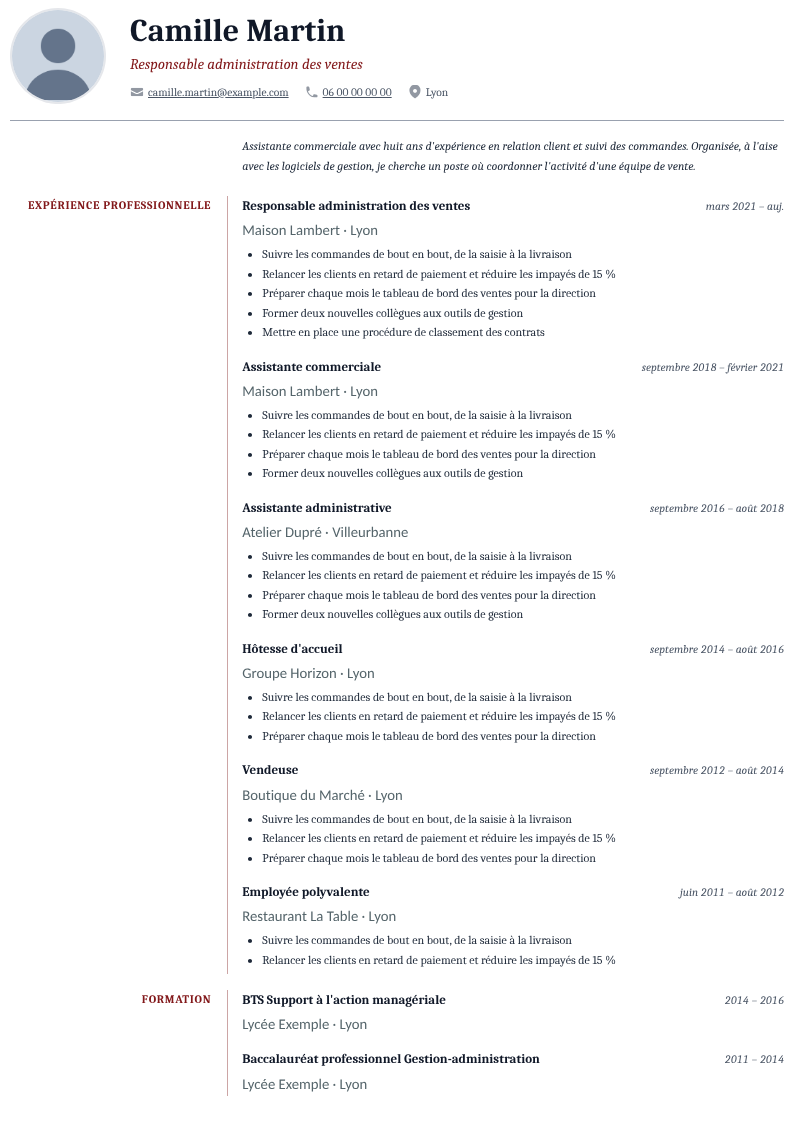 Camille Martin
Responsable administration des ventes
camille.martin@example.com 06 00 00 00 00 Lyon
Assistante commerciale avec huit ans d'expérience en relation client et suivi des commandes. Organisée, à l'aise
avec les logiciels de gestion, je cherche un poste où coordonner l'activité d'une équipe de vente.
EXPÉRIENCE PROFESSIONNELLE
Responsable administration des ventes mars 2021 – auj.
Maison Lambert · Lyon
• Suivre les commandes de bout en bout, de la saisie à la livraison
• Relancer les clients en retard de paiement et réduire les impayés de 15 %
• Préparer chaque mois le tableau de bord des ventes pour la direction
• Former deux nouvelles collègues aux outils de gestion
• Mettre en place une procédure de classement des contrats
Assistante commerciale septembre 2018 – février 2021
Maison Lambert · Lyon
• Suivre les commandes de bout en bout, de la saisie à la livraison
• Relancer les clients en retard de paiement et réduire les impayés de 15 %
• Préparer chaque mois le tableau de bord des ventes pour la direction
• Former deux nouvelles collègues aux outils de gestion
Assistante administrative septembre 2016 – août 2018
Atelier Dupré · Villeurbanne
• Suivre les commandes de bout en bout, de la saisie à la livraison
• Relancer les clients en retard de paiement et réduire les impayés de 15 %
• Préparer chaque mois le tableau de bord des ventes pour la direction
• Former deux nouvelles collègues aux outils de gestion
Hôtesse d'accueil septembre 2014 – août 2016
Groupe Horizon · Lyon
• Suivre les commandes de bout en bout, de la saisie à la livraison
• Relancer les clients en retard de paiement et réduire les impayés de 15 %
• Préparer chaque mois le tableau de bord des ventes pour la direction
Vendeuse septembre 2012 – août 2014
Boutique du Marché · Lyon
• Suivre les commandes de bout en bout, de la saisie à la livraison
• Relancer les clients en retard de paiement et réduire les impayés de 15 %
• Préparer chaque mois le tableau de bord des ventes pour la direction
Employée polyvalente juin 2011 – août 2012
Restaurant La Table · Lyon
• Suivre les commandes de bout en bout, de la saisie à la livraison
• Relancer les clients en retard de paiement et réduire les impayés de 15 %
FORMATION
BTS Support à l'action managériale 2014 – 2016
Lycée Exemple · Lyon
Baccalauréat professionnel Gestion-administration 2011 – 2014
Lycée Exemple · Lyon